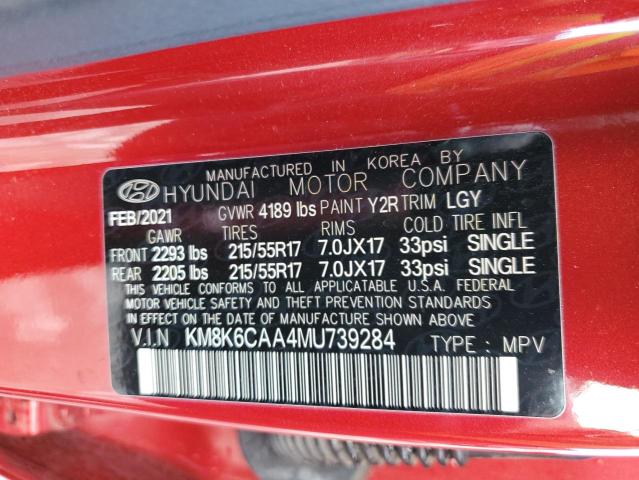 MANUFACTURED IN KOREA BY
HYUNDAI MOTOR COMPANY
FEB/2021 GVWR 4189 lbs PAINT Y2R TRIM LGY
GAWR TIRES RIMS COLD TIRE INFL
FRONT 2293 lbs 215/55R17 7.0JX17 33psi SINGLE
REAR 2205 lbs 215/55R17 7.0JX17 33psi SINGLE
THIS VEHICLE CONFORMS TO ALL APPLICABLE U.S.A. FEDERAL
MOTOR VEHICLE SAFETY AND THEFT PREVENTION STANDARDS
IN EFFECT ON THE DATE OF MANUFACTURE SHOWN ABOVE.
V.I.N KM8K6CAA4MU739284 TYPE : MPV